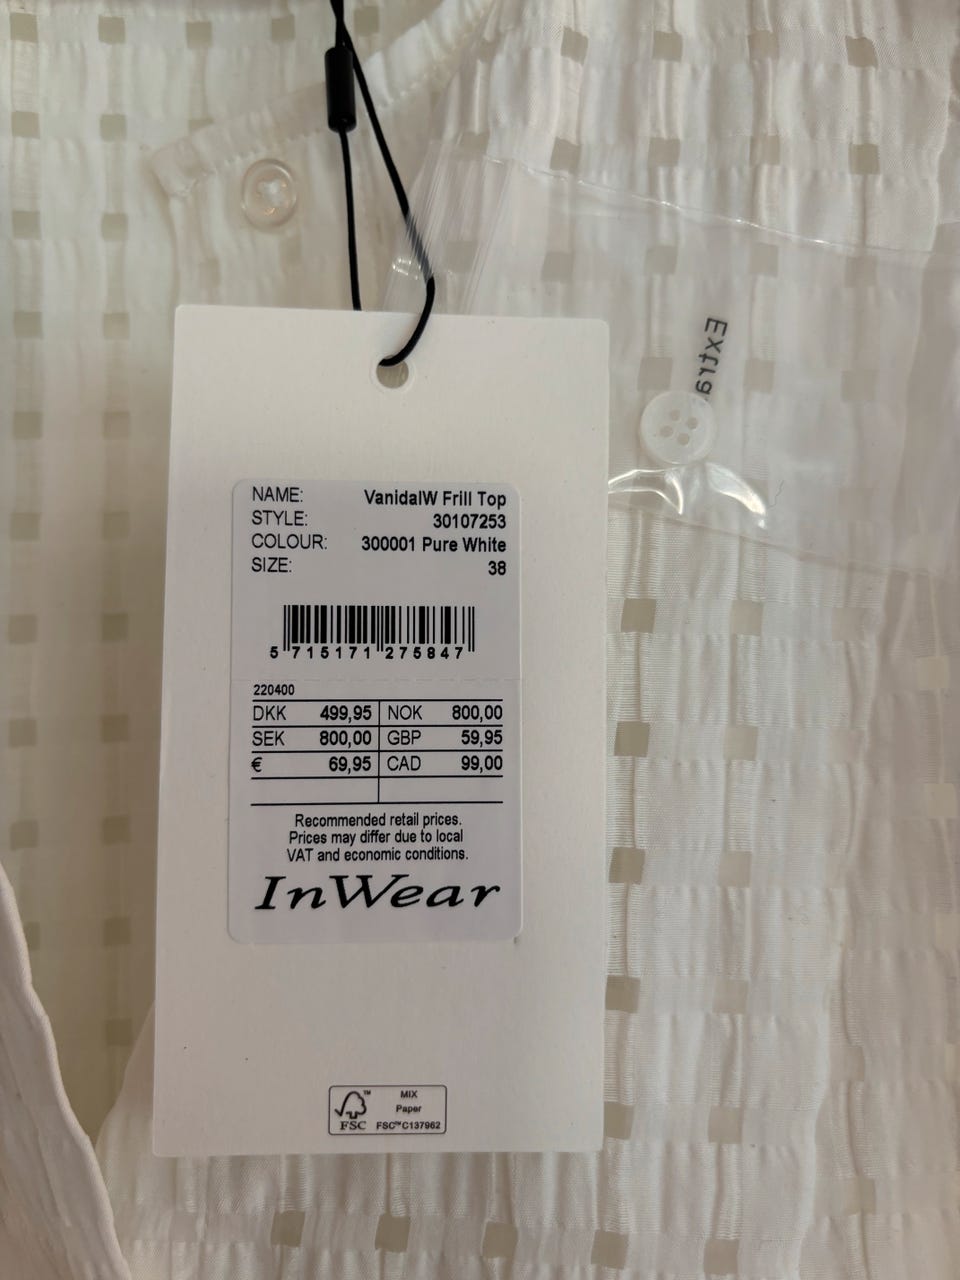 Extra
NAME: VanidalW Frill Top
STYLE: 30107253
COLOUR: 300001 Pure White
SIZE: 38
5 715171 275847
220400
DKK 499,95 NOK 800,00
SEK 800,00 GBP 59,95
€ 69,95 CAD 99,00
Recommended retail prices.
Prices may differ due to local
VAT and economic conditions.
InWear
MIX
Paper
FSC™ C137962
FSC™